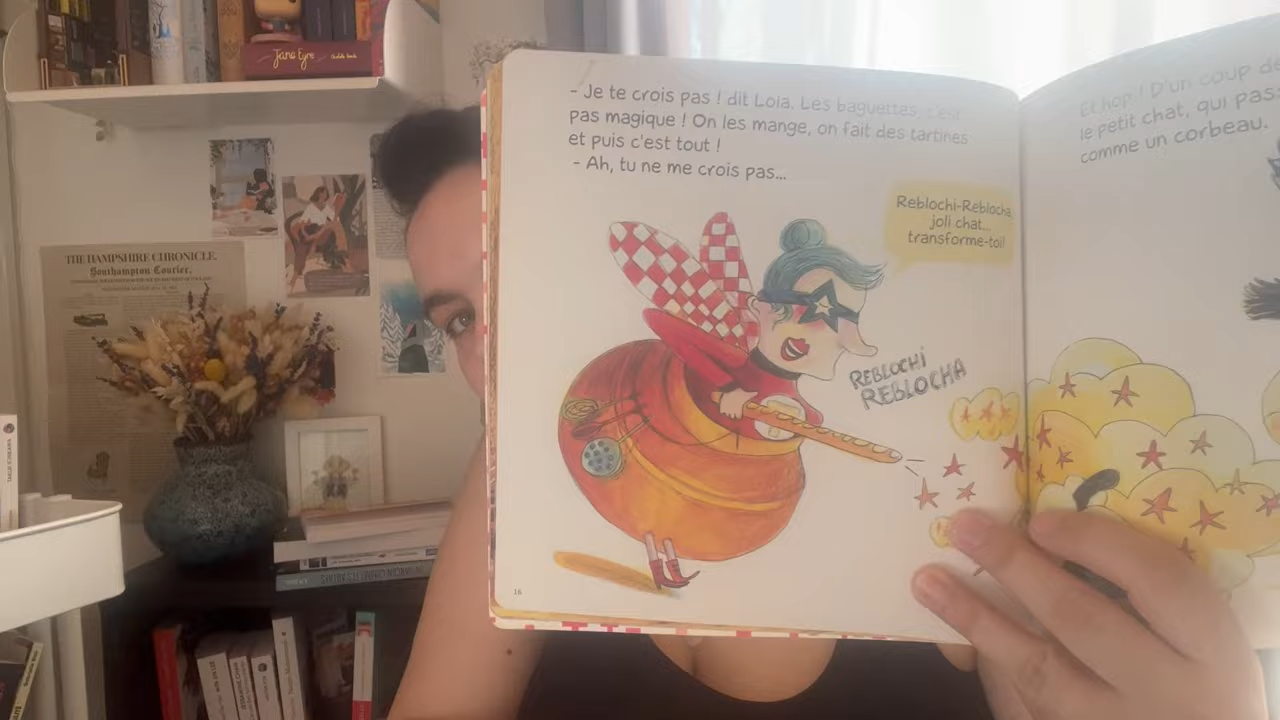 Jane Eyre
THE HAMPSHIRE CHRONICLE,
Southampton Courier,
- Je te crois pas ! dit Lola. Les baguettes, c'est
pas magique ! On les mange, on fait des tartines
et puis c'est tout !
- Ah, tu ne me crois pas...
Reblochi-Reblocha,
joli chat...
transforme-toi!
REBLOCHI
REBLOCHA
16
Et hop ! D'un coup de
le petit chat, qui pas
comme un corbeau.